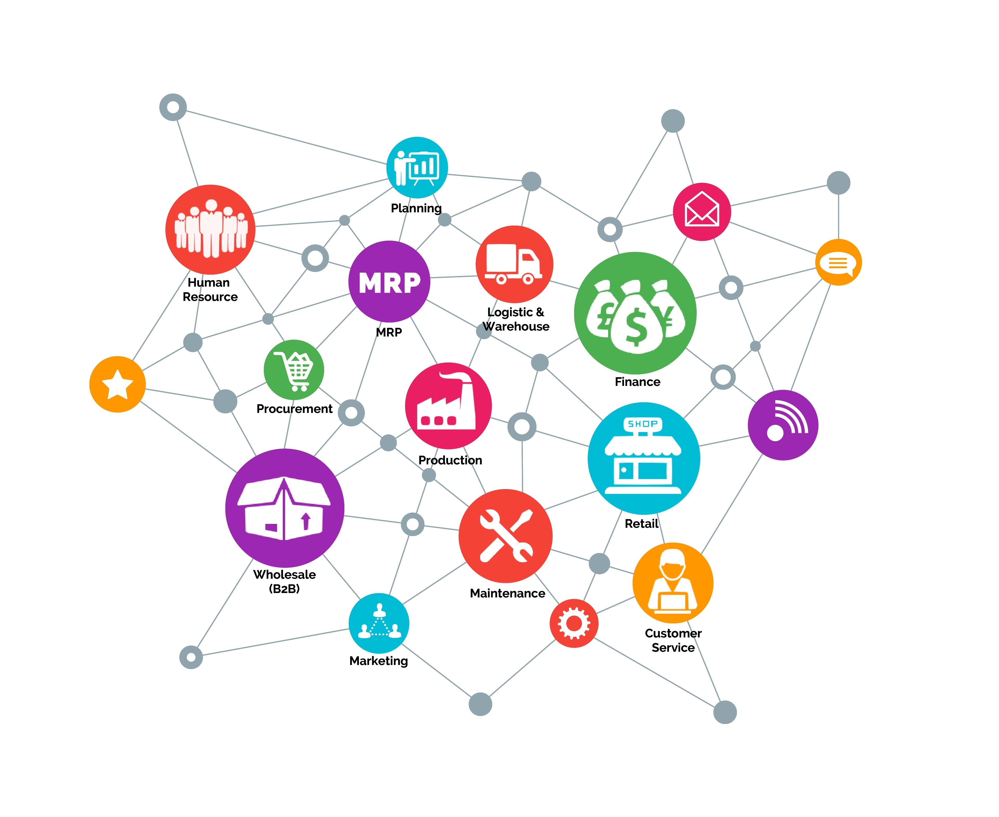 Planning
Human
Resource
MRP
MRP
Logistic &
Warehouse
£
$
¥
Finance
Procurement
Production
SHOP
Retail
Wholesale
(B2B)
Maintenance
Customer
Service
Marketing